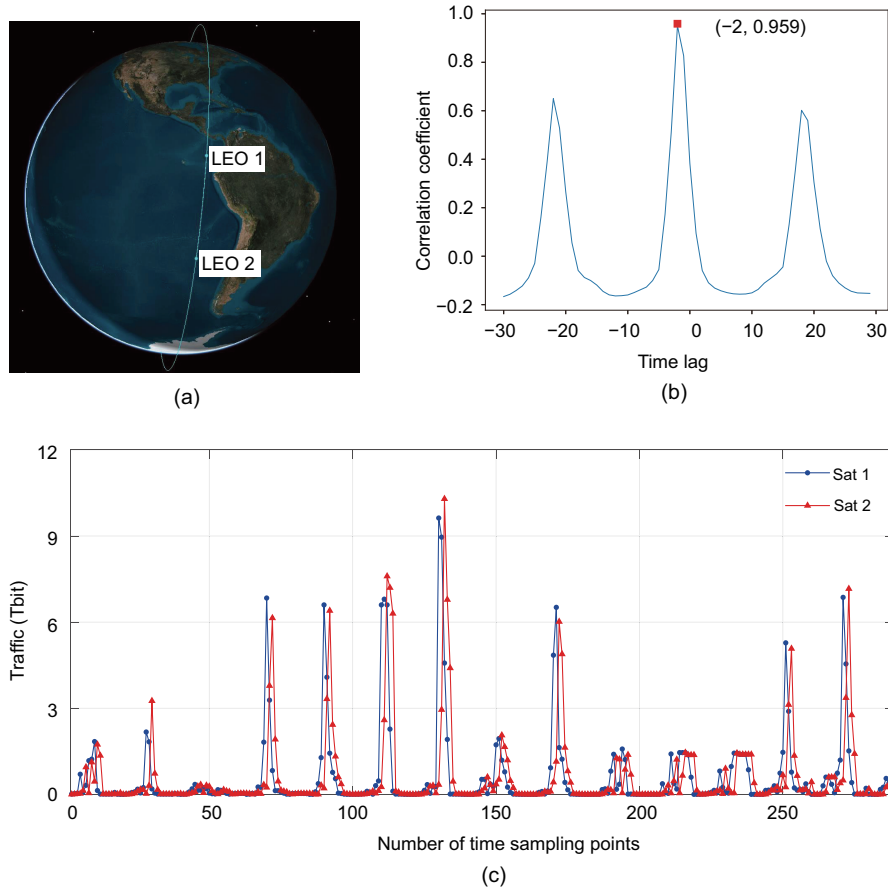 LEO 1
LEO 2
(a)
1.0
0.8
0.6
0.4
0.2
0.0
−0.2
Correlation coefficient
(−2, 0.959)
−30
−20
−10
0
10
20
30
Time lag
(b)
12
9
6
3
0
Traffic (Tbit)
Sat 1
Sat 2
0
50
100
150
200
250
Number of time sampling points
(c)